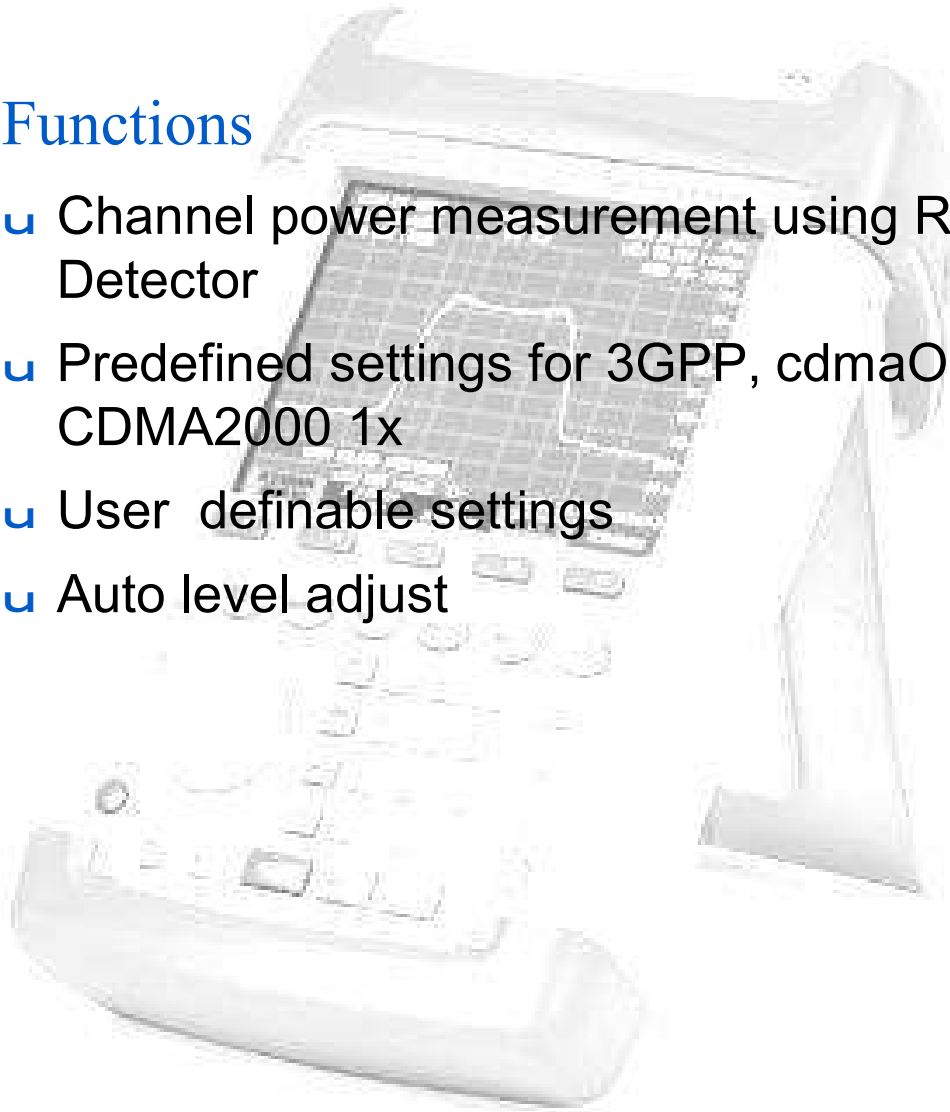 Functions
u Channel power measurement using R
Detector
u Predefined settings for 3GPP, cdmaO
CDMA2000 1x
u User definable settings
u Auto level adjust